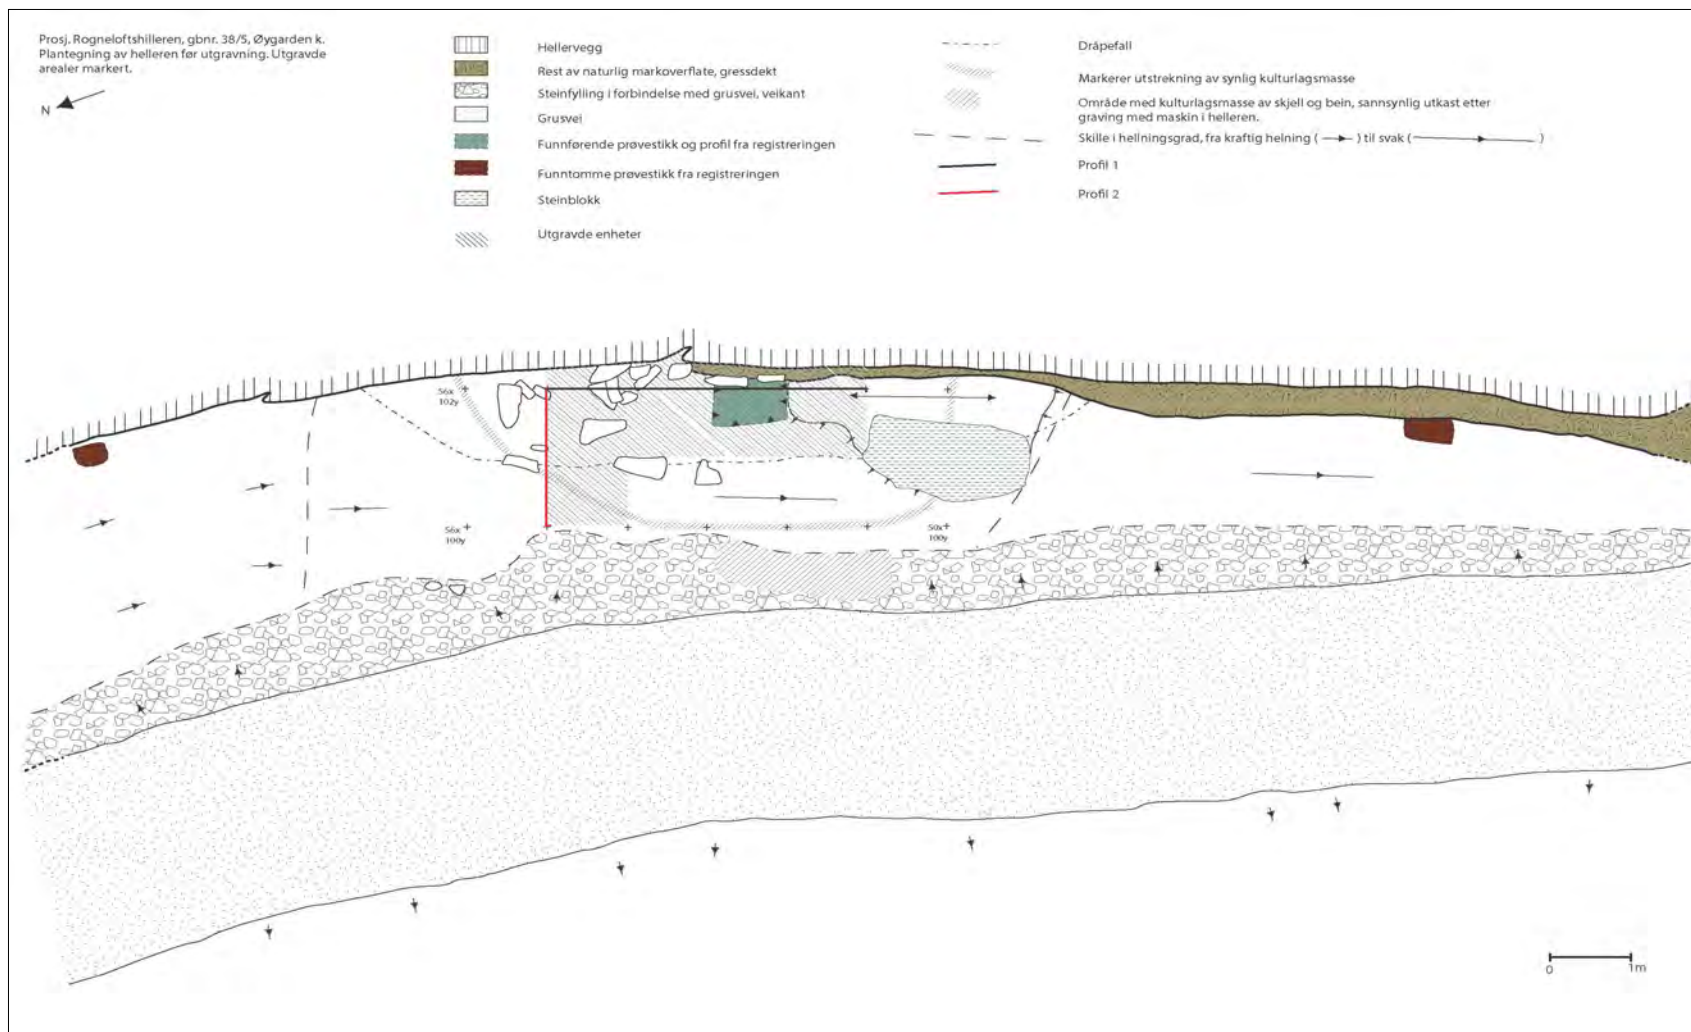 Prosj. Rogneloftshilleren, gbnr. 38/5, Øygarden k.
Plantegning av helleren før utgravning. Utgravde
arealer markert.
N
Hellervegg
Rest av naturlig markoverflate, gressdekt
Steinfylling i forbindelse med grusvei, veikant
Grusvei
Funnførende prøvestikk og profil fra registreringen
Funntomme prøvestikk fra registreringen
Steinblokk
Utgravde enheter
Dråpefall
Markerer utstrekning av synlig kulturlagsmasse
Område med kulturlagsmasse av skjell og bein, sannsynlig utkast etter
graving med maskin i helleren.
Skille i hellningsgrad, fra kraftig helning ( ) til svak ( )
Profil 1
Profil 2
56x
102y
56x
100y
50x
100y
0 1m